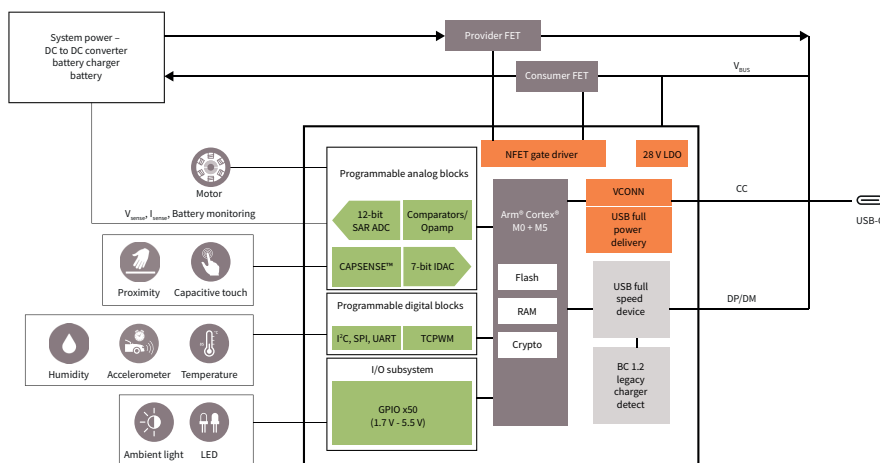 System power –
DC to DC converter
battery charger
battery
Provider FET
Consumer FET
VBUS
NFET gate driver
28 V LDO
Motor
Programmable analog blocks
Vsense, Isense, Battery monitoring
12-bit
SAR ADC
Comparators/
Opamp
CAPSENSE™
7-bit IDAC
Arm® Cortex®
M0 + M5
Flash
RAM
Crypto
VCONN
USB full
power
delivery
CC
USB-C
USB full
speed
device
DP/DM
BC 1.2
legacy
charger
detect
Proximity
Capacitive touch
Programmable digital blocks
I²C, SPI, UART
TCPWM
Humidity
Accelerometer
Temperature
I/O subsystem
GPIO x50
(1.7 V - 5.5 V)
Ambient light
LED